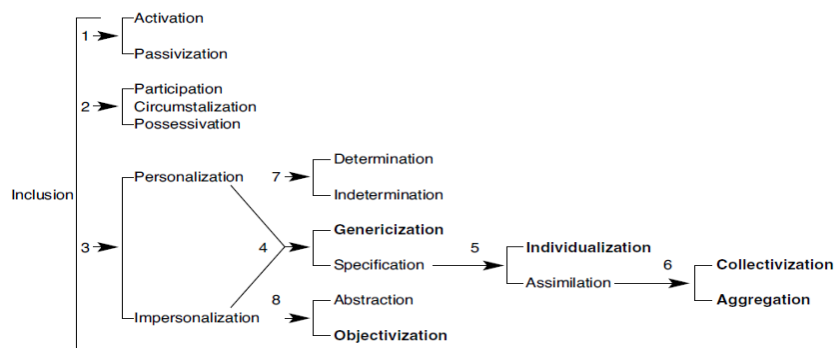 Activation
1
Passivization
Participation
2 Circumstalization
Possessivation
Determination
Personalization 7
Indetermination
Inclusion
Genericization
3 4 5 Individualization
Specification 6 Collectivization
Assimilation
8 Abstraction Aggregation
Impersonalization
Objectivization